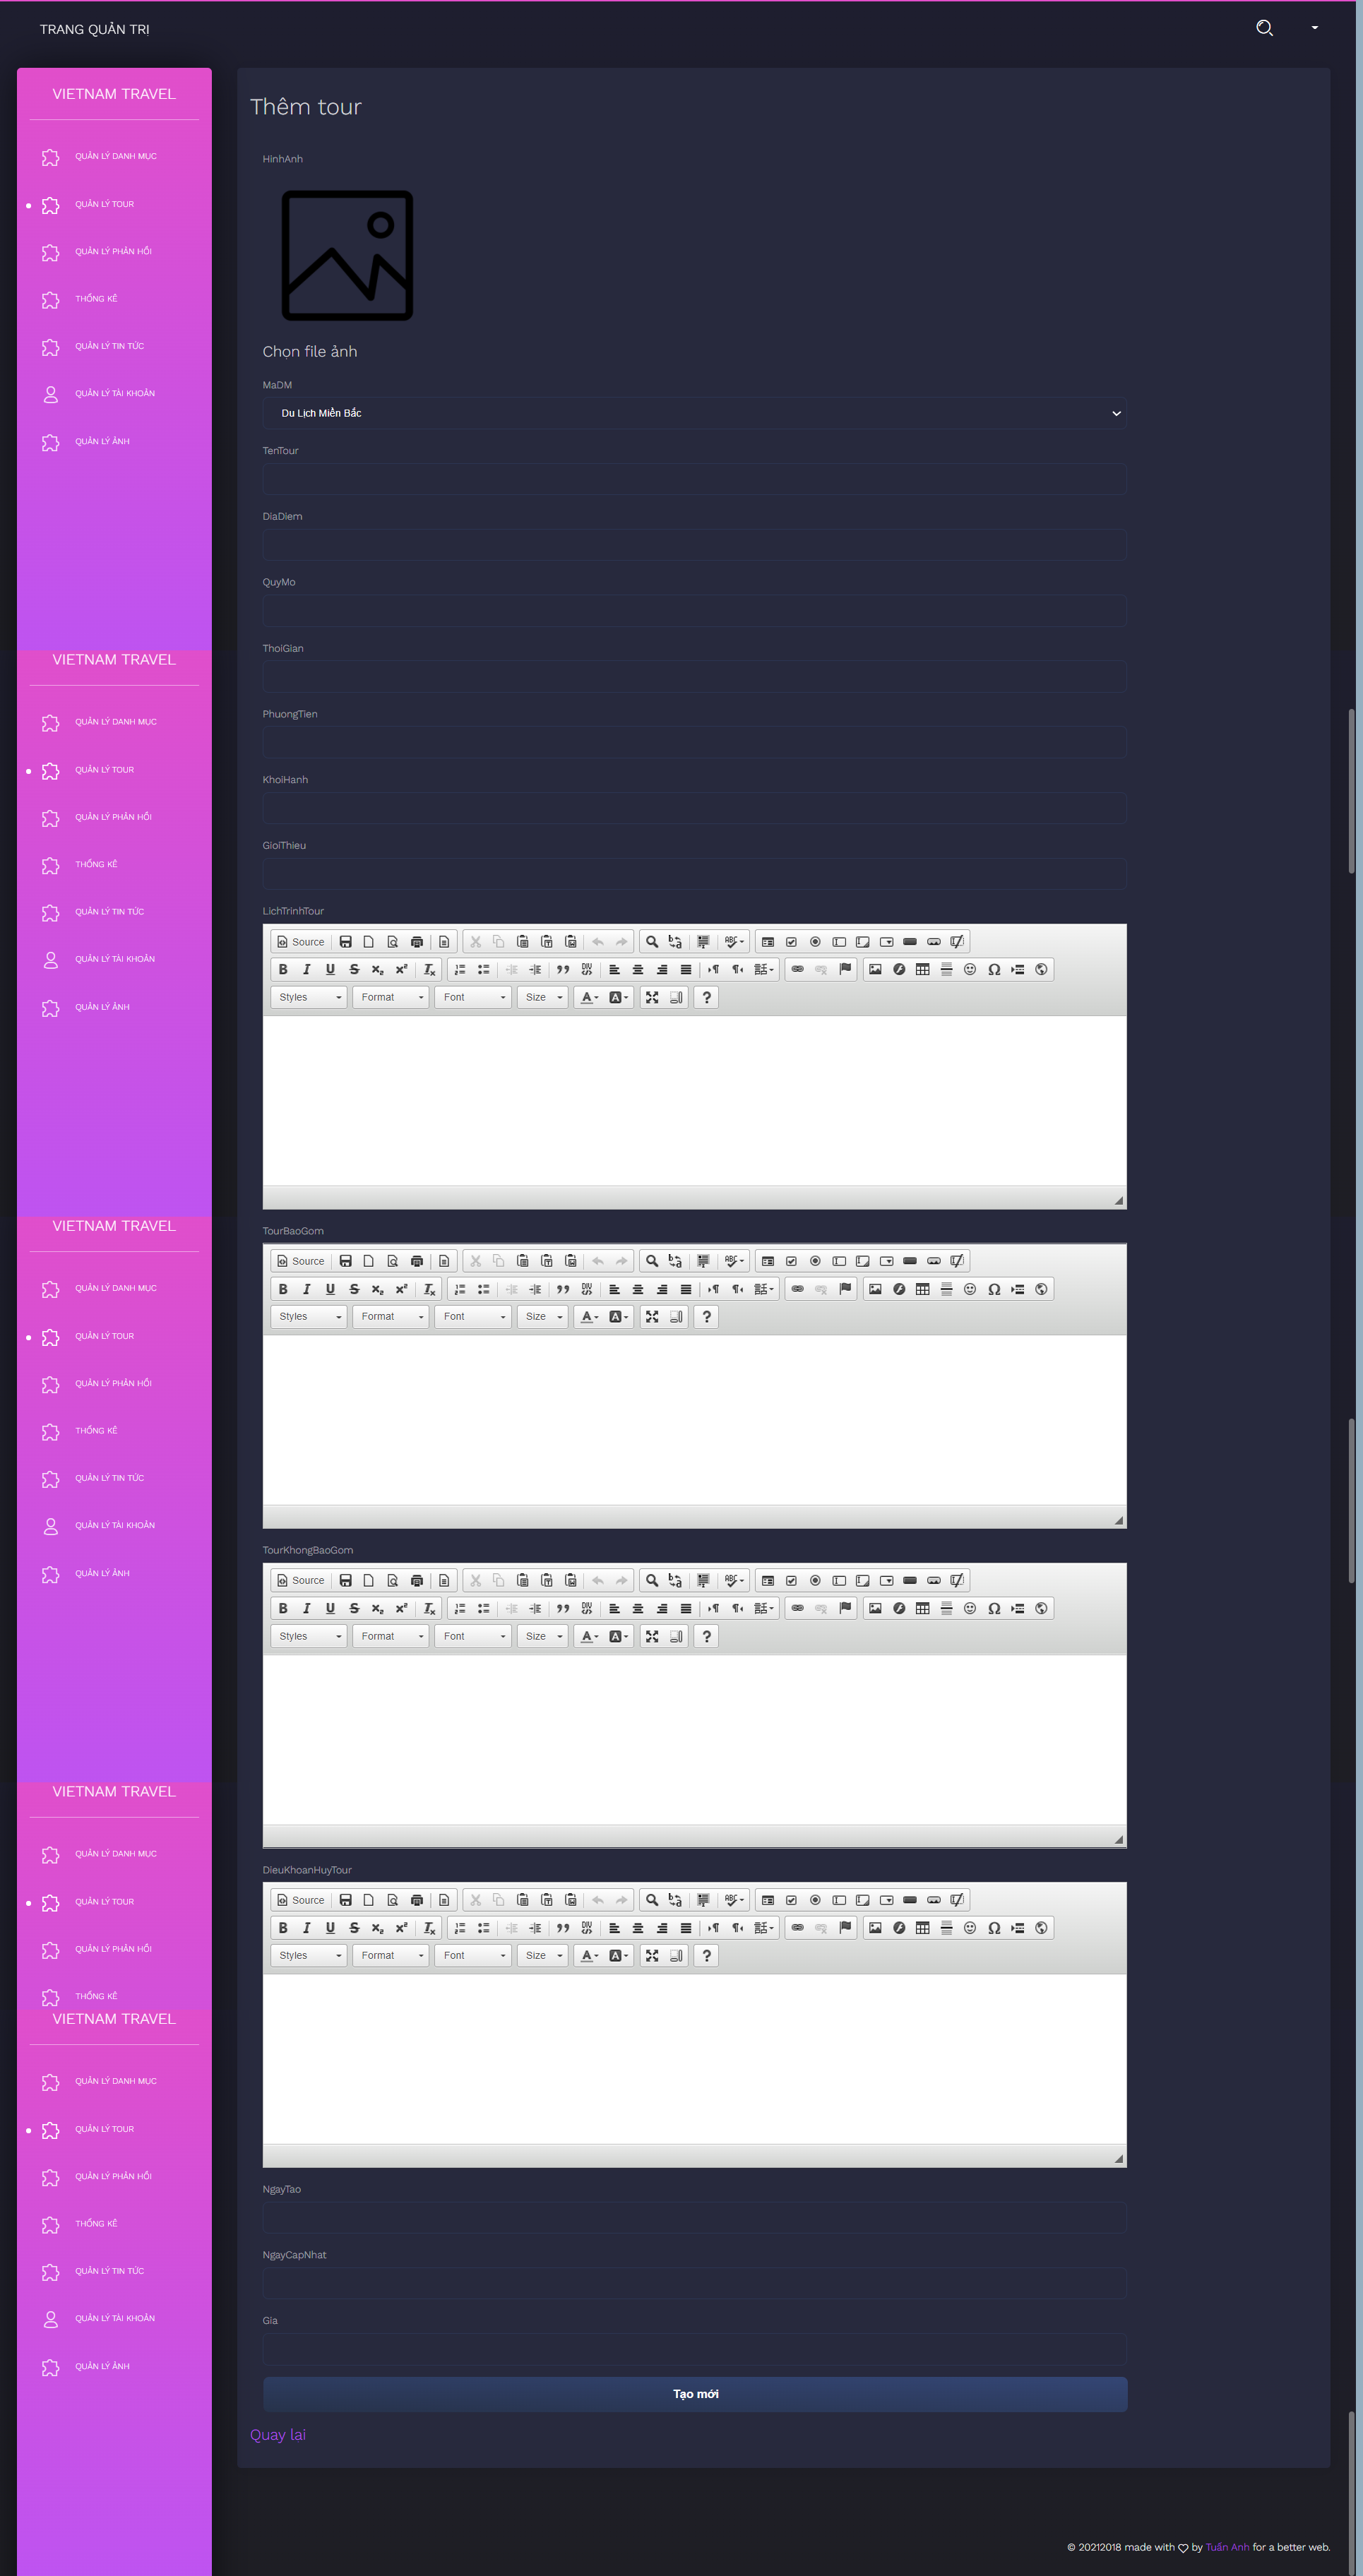 TRANG QUẢN TRỊ
VIETNAM TRAVEL
QUẢN LÝ DANH MỤC
QUẢN LÝ TOUR
QUẢN LÝ PHẢN HỒI
THỐNG KÊ
QUẢN LÝ TIN TỨC
QUẢN LÝ TÀI KHOẢN
QUẢN LÝ ẢNH
VIETNAM TRAVEL
QUẢN LÝ DANH MỤC
QUẢN LÝ TOUR
QUẢN LÝ PHẢN HỒI
THỐNG KÊ
QUẢN LÝ TIN TỨC
QUẢN LÝ TÀI KHOẢN
QUẢN LÝ ẢNH
VIETNAM TRAVEL
QUẢN LÝ DANH MỤC
QUẢN LÝ TOUR
QUẢN LÝ PHẢN HỒI
THỐNG KÊ
QUẢN LÝ TIN TỨC
QUẢN LÝ TÀI KHOẢN
QUẢN LÝ ẢNH
VIETNAM TRAVEL
QUẢN LÝ DANH MỤC
QUẢN LÝ TOUR
QUẢN LÝ PHẢN HỒI
THỐNG KÊ
VIETNAM TRAVEL
QUẢN LÝ DANH MỤC
QUẢN LÝ TOUR
QUẢN LÝ PHẢN HỒI
THỐNG KÊ
QUẢN LÝ TIN TỨC
QUẢN LÝ TÀI KHOẢN
QUẢN LÝ ẢNH
Thêm tour
HinhAnh
Chọn file ảnh
MaDM
Du Lịch Miền Bắc
TenTour
DiaDiem
QuyMo
ThoiGian
PhuongTien
KhoiHanh
GioiThieu
LichTrinhTour
Source
Styles Format Font Size
TourBaoGom
Source
Styles Format Font Size
TourKhongBaoGom
Source
Styles Format Font Size
DieuKhoanHuyTour
Source
Styles Format Font Size
NgayTao
NgayCapNhat
Gia
Tạo mới
Quay lại
© 20212018 made with ♡ by Tuấn Anh for a better web.